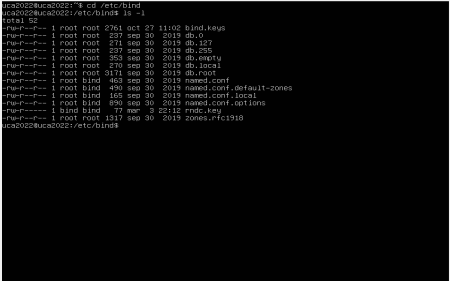 uca2022@uca2022:~$ cd /etc/bind
uca2022@uca2022:/etc/bind$ ls -l
total 52
-rw-r--r-- 1 root root 2761 oct 27 11:02 bind.keys
-rw-r--r-- 1 root root  237 sep 30  2019 db.0
-rw-r--r-- 1 root root  271 sep 30  2019 db.127
-rw-r--r-- 1 root root  237 sep 30  2019 db.255
-rw-r--r-- 1 root root  353 sep 30  2019 db.empty
-rw-r--r-- 1 root root  270 sep 30  2019 db.local
-rw-r--r-- 1 root root 3171 sep 30  2019 db.root
-rw-r--r-- 1 root bind  463 sep 30  2019 named.conf
-rw-r--r-- 1 root bind  490 sep 30  2019 named.conf.default-zones
-rw-r--r-- 1 root bind  165 sep 30  2019 named.conf.local
-rw-r--r-- 1 root bind  890 sep 30  2019 named.conf.options
-rw-r----- 1 bind bind   77 mar  3 22:12 rndc.key
-rw-r--r-- 1 root root 1317 sep 30  2019 zones.rfc1918
uca2022@uca2022:/etc/bind$